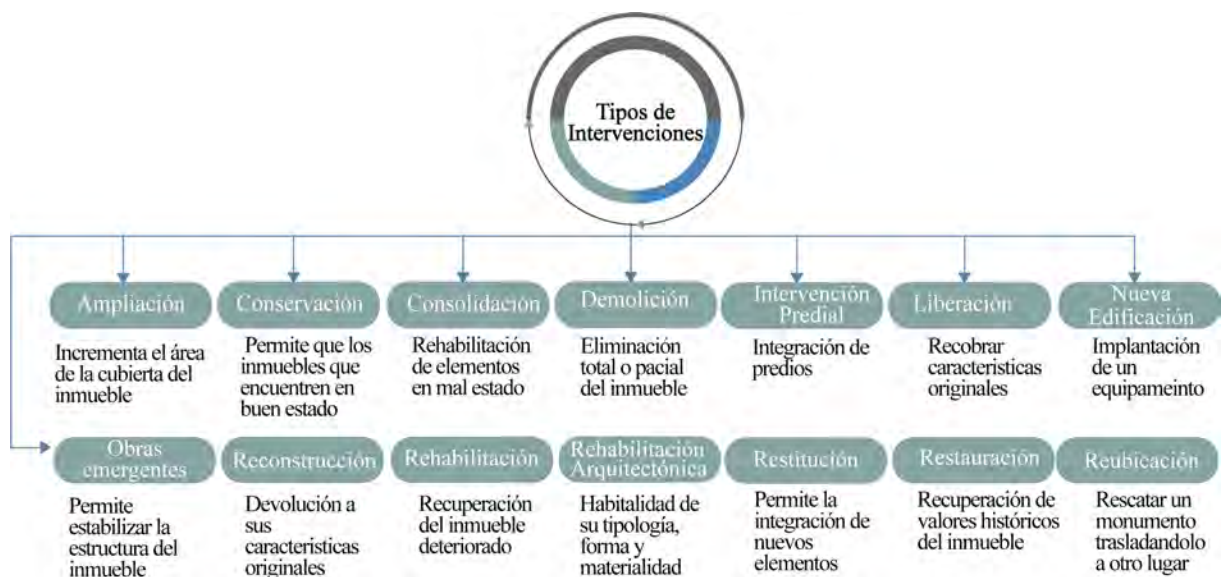 Tipos de
Intervenciones
Ampliación
Incrementa el área
de la cubierta del
inmueble
Conservación
Permite que los
inmuebles que
encuentren en
buen estado
Consolidación
Rehabilitación
de elementos
en mal estado
Demolición
Eliminación
total o pacial
del inmueble
Intervención
Predial
Integración de
predios
Liberación
Recobrar
caracteristicas
originales
Nueva
Edificación
Implantación
de un
equipameinto
Obras
emergentes
Permite
estabilizar la
estructura del
inmueble
Reconstrucción
Devolución a
sus
caracteristicas
originales
Rehabilitación
Recuperación
del inmueble
deteriorado
Rehabilitación
Arquitectónica
Habitalidad de
su tipología,
forma y
materialidad
Restitución
Permite la
integración de
nuevos
elementos
Restauración
Recuperación de
valores históricos
del inmueble
Reubicación
Rescatar un
monumento
trasladandolo
a otro lugar